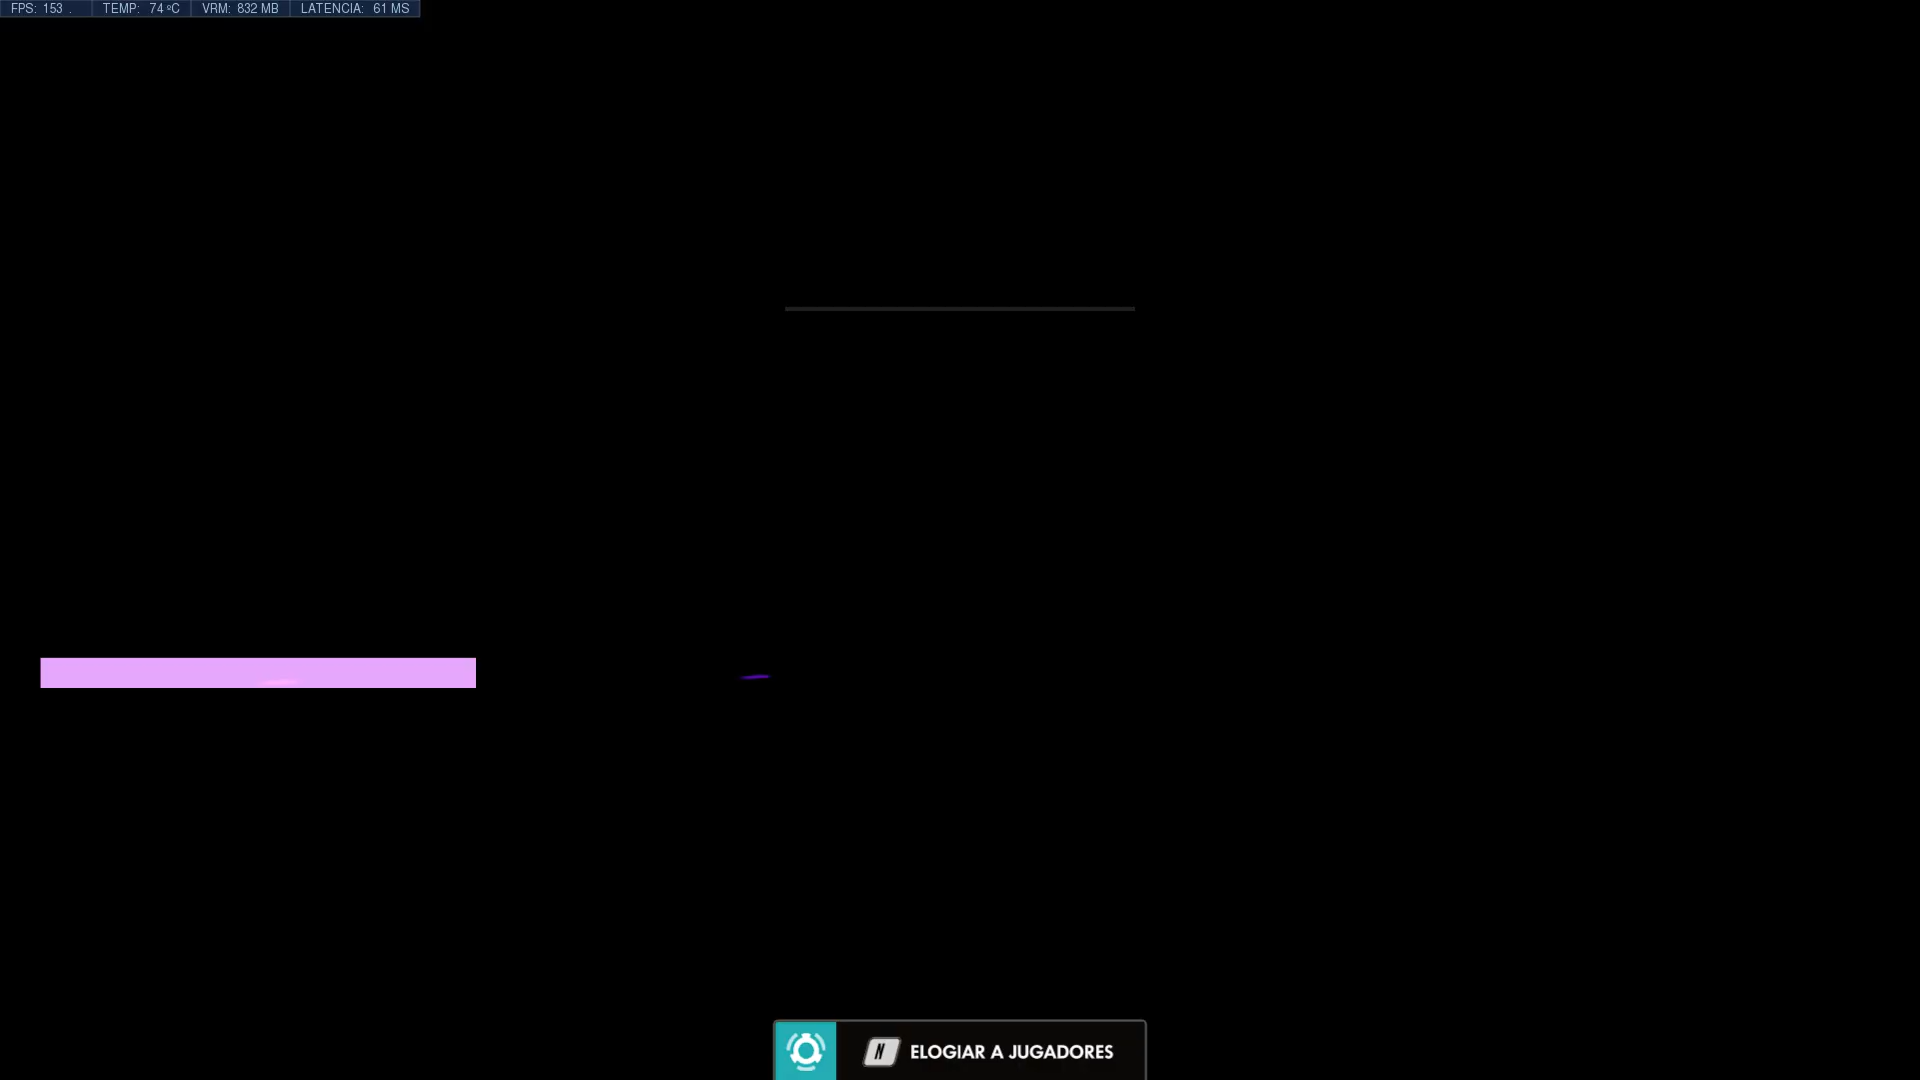 FPS: 153 . TEMP: 74 ºC VRM: 832 MB LATENCIA: 61 MS
N ELOGIAR A JUGADORES